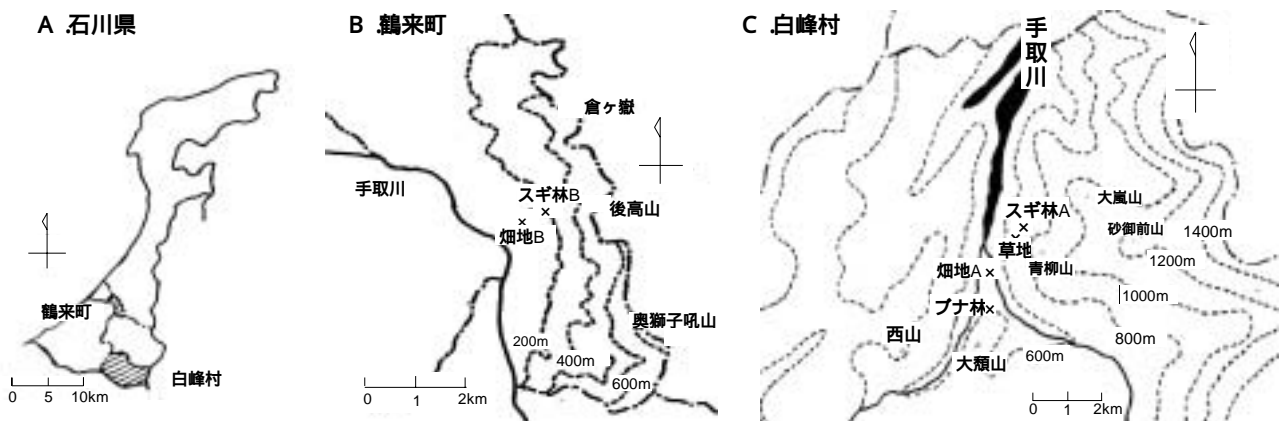 A .石川県
鶴来町
白峰村
0 5 10km
B .鶴来町
倉ヶ嶽
手取川
スギ林B
後高山
畑地B
奥獅子吼山
200m
400m
600m
0 1 2km
C .白峰村
手取川
スギ林A
大嵐山
砂御前山
1400m
草地
畑地A
青柳山
1200m
1000m
ブナ林
800m
西山
大頽山
600m
0 1 2km